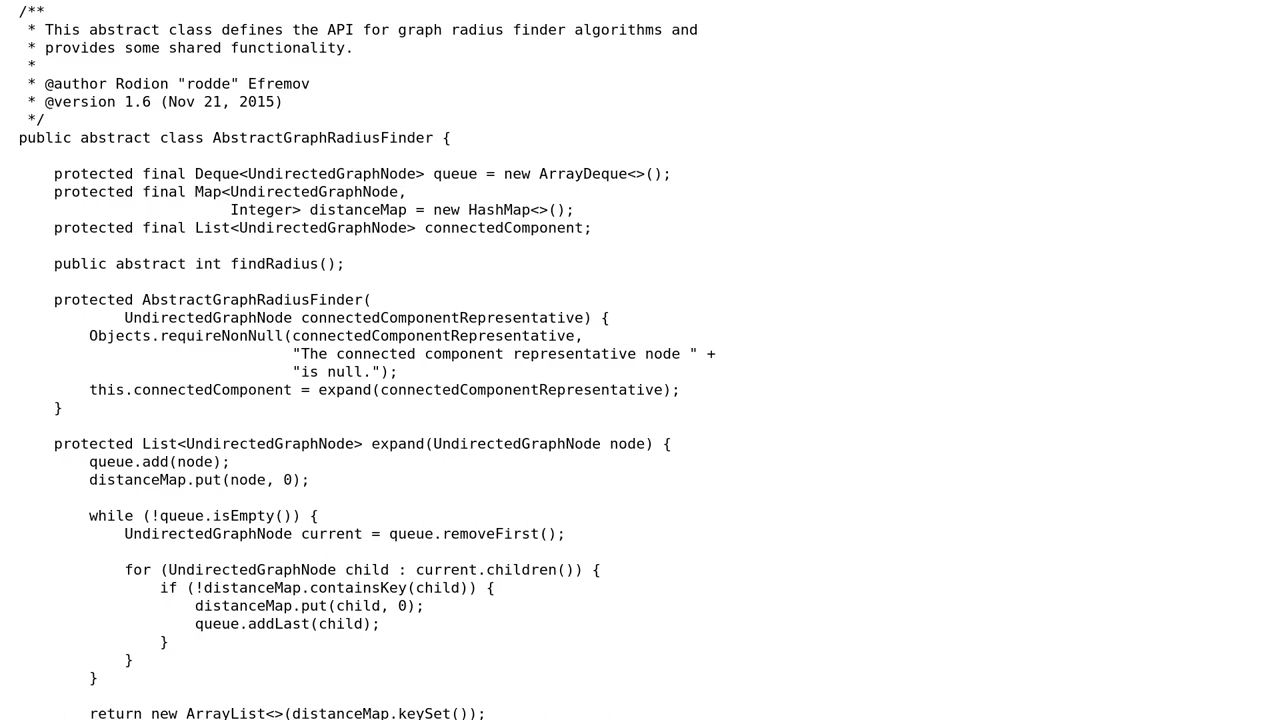 /**
 * This abstract class defines the API for graph radius finder algorithms and
 * provides some shared functionality.
 *
 * @author Rodion "rodde" Efremov
 * @version 1.6 (Nov 21, 2015)
 */
public abstract class AbstractGraphRadiusFinder {

    protected final Deque<UndirectedGraphNode> queue = new ArrayDeque<>();
    protected final Map<UndirectedGraphNode,
                        Integer> distanceMap = new HashMap<>();
    protected final List<UndirectedGraphNode> connectedComponent;

    public abstract int findRadius();

    protected AbstractGraphRadiusFinder(
            UndirectedGraphNode connectedComponentRepresentative) {
        Objects.requireNonNull(connectedComponentRepresentative,
                               "The connected component representative node " +
                               "is null.");
        this.connectedComponent = expand(connectedComponentRepresentative);
    }

    protected List<UndirectedGraphNode> expand(UndirectedGraphNode node) {
        queue.add(node);
        distanceMap.put(node, 0);

        while (!queue.isEmpty()) {
            UndirectedGraphNode current = queue.removeFirst();

            for (UndirectedGraphNode child : current.children()) {
                if (!distanceMap.containsKey(child)) {
                    distanceMap.put(child, 0);
                    queue.addLast(child);
                }
            }
        }

        return new ArrayList<>(distanceMap.keySet());